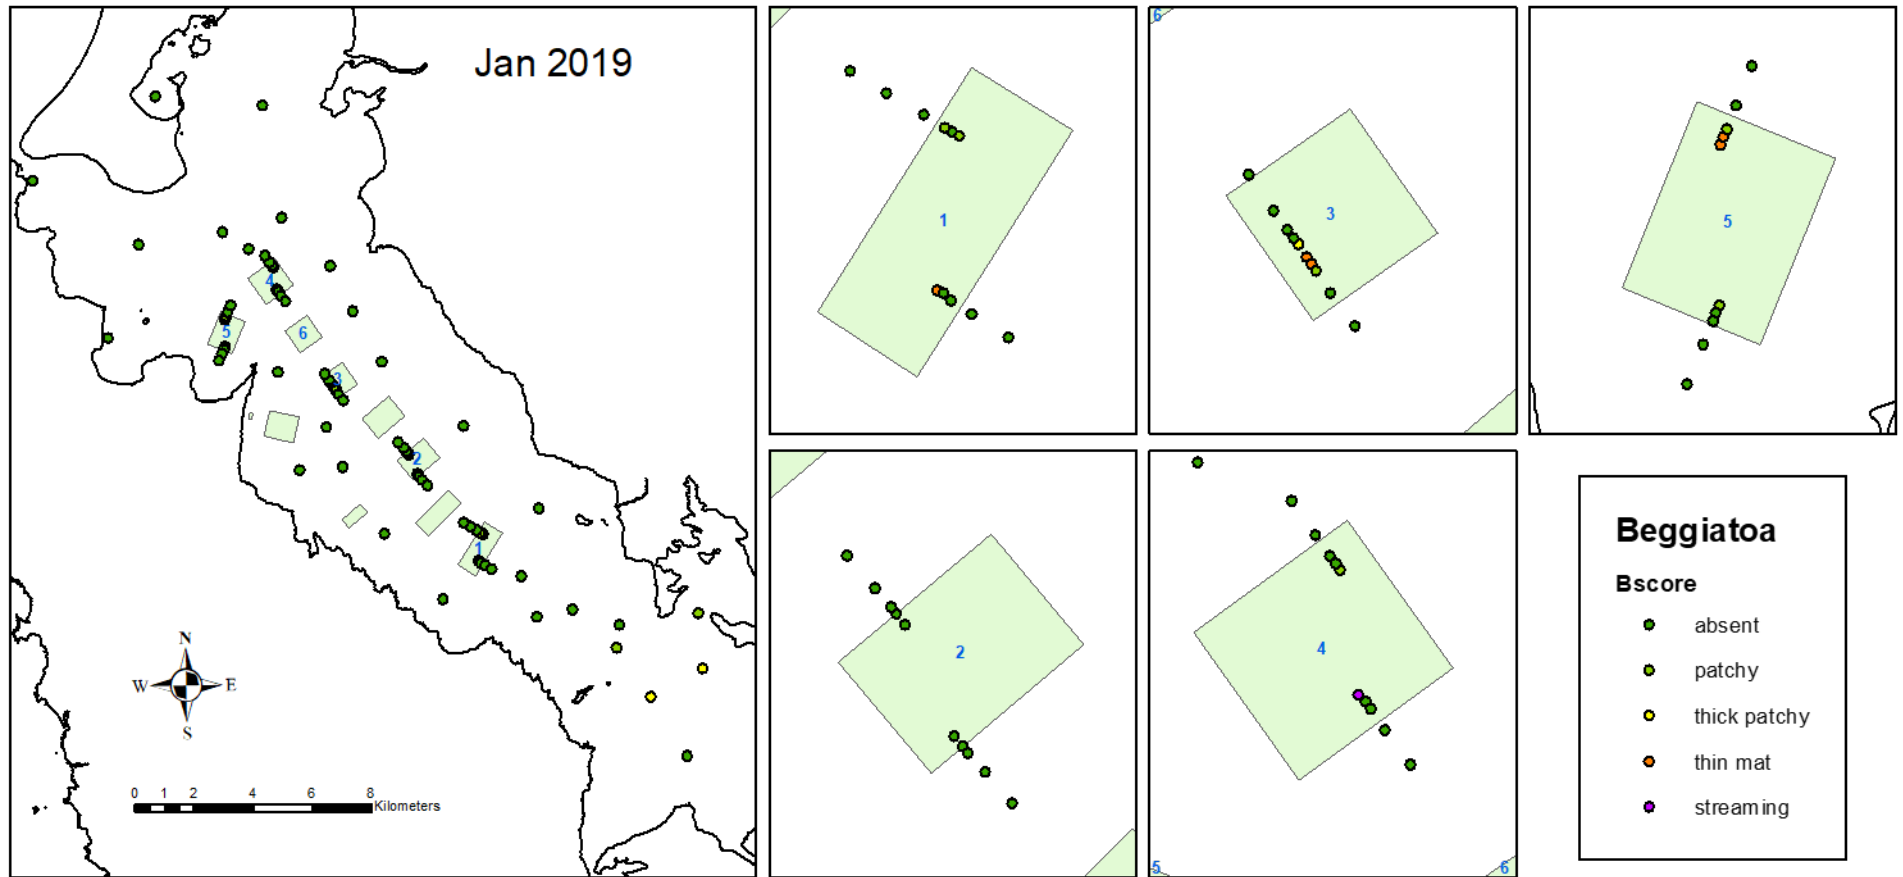 Jan 2019
4
5
6
3
2
1
N
W
E
S
0 1 2 4 6 8
Kilometers
1
6
3
5
2
4
5
6
Beggiatoa
Bscore
absent
patchy
thick patchy
thin mat
streaming